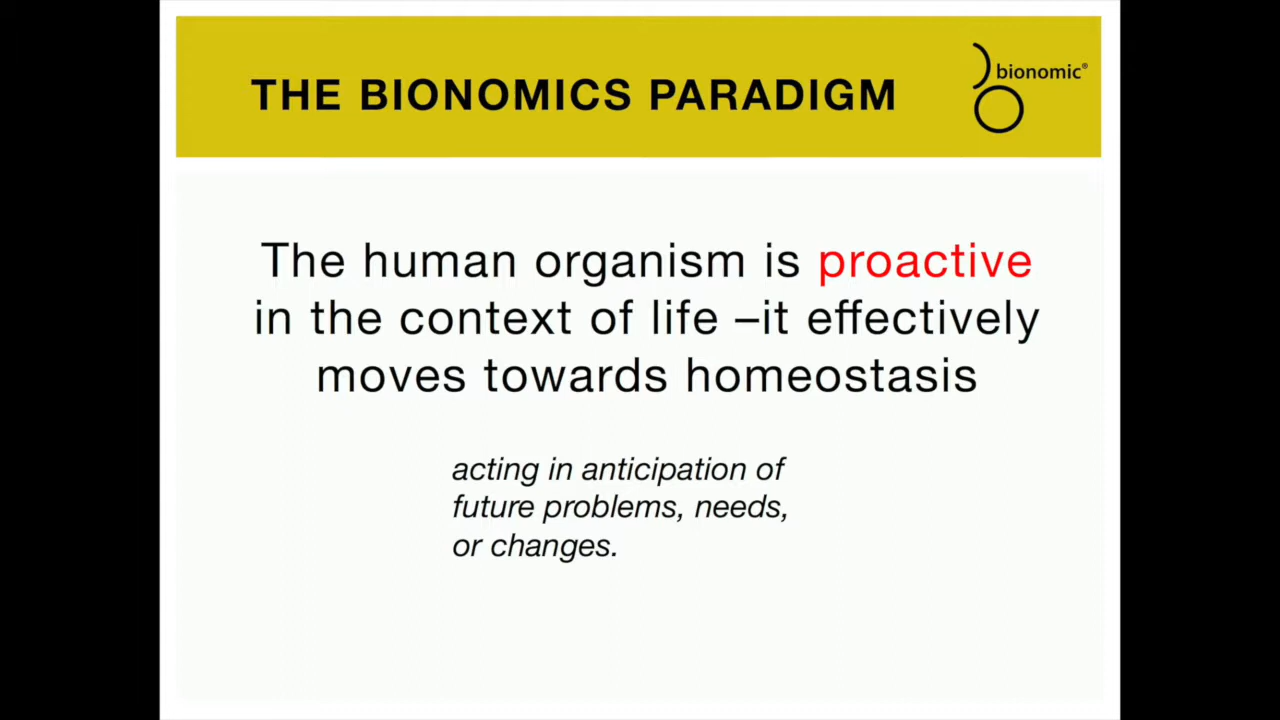 THE BIONOMICS PARADIGM
bionomic®
The human organism is proactive
in the context of life –it effectively
moves towards homeostasis
acting in anticipation of
future problems, needs,
or changes.